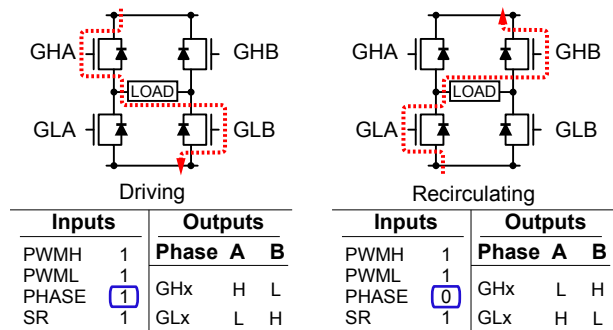 GHA GHB
LOAD
GLA GLB
Driving
Inputs Outputs
PWMH 1 Phase A B
PWML 1
PHASE 1 GHx H L
SR 1 GLx L H
GHA GHB
LOAD
GLA GLB
Recirculating
Inputs Outputs
PWMH 1 Phase A B
PWML 1
PHASE 0 GHx L H
SR 1 GLx H L